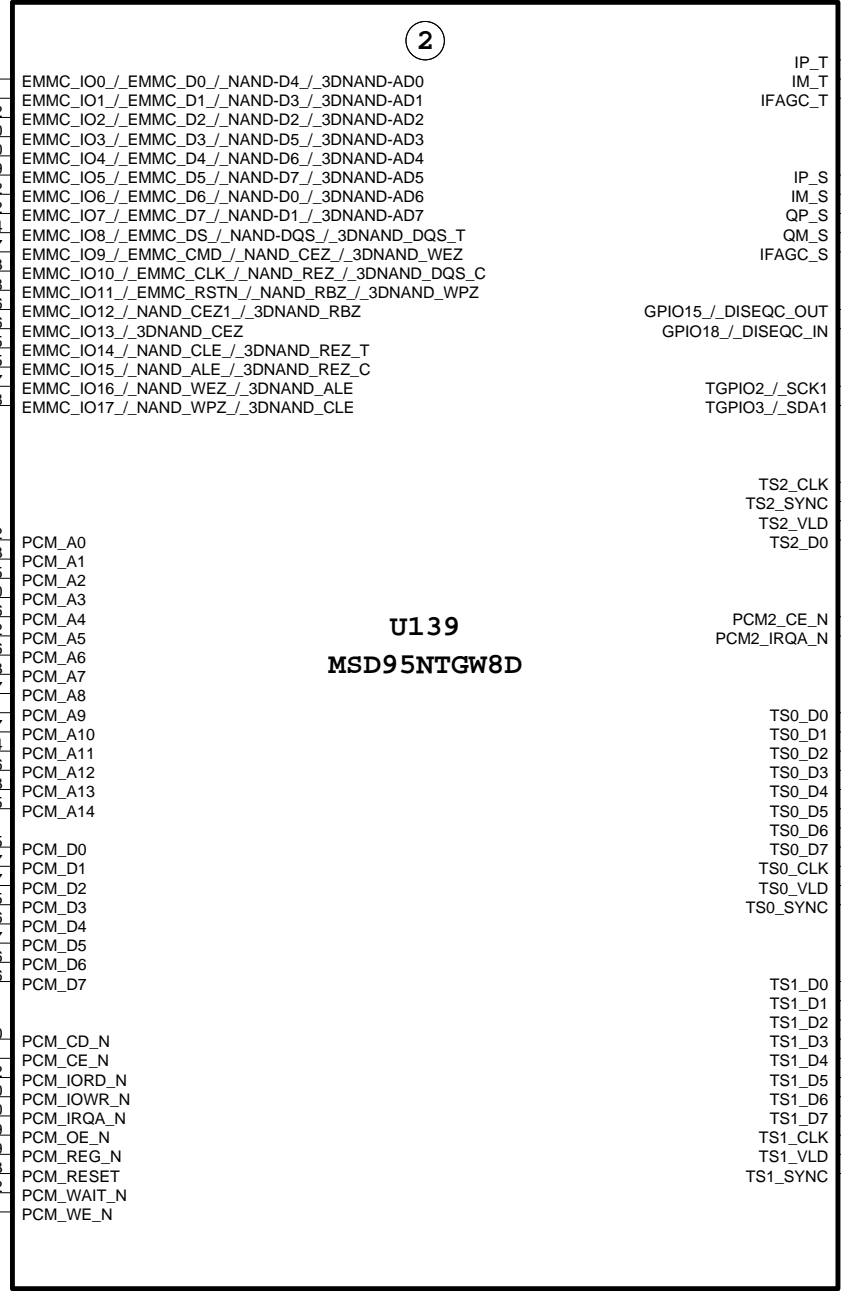 2
EMMC_IO0_/_EMMC_D0_/_NAND-D4_/_3DNAND-AD0
EMMC_IO1_/_EMMC_D1_/_NAND-D3_/_3DNAND-AD1
EMMC_IO2_/_EMMC_D2_/_NAND-D2_/_3DNAND-AD2
EMMC_IO3_/_EMMC_D3_/_NAND-D5_/_3DNAND-AD3
EMMC_IO4_/_EMMC_D4_/_NAND-D6_/_3DNAND-AD4
EMMC_IO5_/_EMMC_D5_/_NAND-D7_/_3DNAND-AD5
EMMC_IO6_/_EMMC_D6_/_NAND-D0_/_3DNAND-AD6
EMMC_IO7_/_EMMC_D7_/_NAND-D1_/_3DNAND-AD7
EMMC_IO8_/_EMMC_DS_/_NAND-DQS_/_3DNAND_DQS_T
EMMC_IO9_/_EMMC_CMD_/_NAND_CEZ_/_3DNAND_WEZ
EMMC_IO10_/_EMMC_CLK_/_NAND_REZ_/_3DNAND_DQS_C
EMMC_IO11_/_EMMC_RSTN_/_NAND_RBZ_/_3DNAND_WPZ
EMMC_IO12_/_NAND_CEZ1_/_3DNAND_RBZ
EMMC_IO13_/_3DNAND_CEZ
EMMC_IO14_/_NAND_CLE_/_3DNAND_REZ_T
EMMC_IO15_/_NAND_ALE_/_3DNAND_REZ_C
EMMC_IO16_/_NAND_WEZ_/_3DNAND_ALE
EMMC_IO17_/_NAND_WPZ_/_3DNAND_CLE
PCM_A0
PCM_A1
PCM_A2
PCM_A3
PCM_A4
PCM_A5
PCM_A6
PCM_A7
PCM_A8
PCM_A9
PCM_A10
PCM_A11
PCM_A12
PCM_A13
PCM_A14
PCM_D0
PCM_D1
PCM_D2
PCM_D3
PCM_D4
PCM_D5
PCM_D6
PCM_D7
PCM_CD_N
PCM_CE_N
PCM_IORD_N
PCM_IOWR_N
PCM_IRQA_N
PCM_OE_N
PCM_REG_N
PCM_RESET
PCM_WAIT_N
PCM_WE_N
U139
MSD95NTGW8D
IP_T
IM_T
IFAGC_T
IP_S
IM_S
QP_S
QM_S
IFAGC_S
GPIO15_/_DISEQC_OUT
GPIO18_/_DISEQC_IN
TGPIO2_/_SCK1
TGPIO3_/_SDA1
TS2_CLK
TS2_SYNC
TS2_VLD
TS2_D0
PCM2_CE_N
PCM2_IRQA_N
TS0_D0
TS0_D1
TS0_D2
TS0_D3
TS0_D4
TS0_D5
TS0_D6
TS0_D7
TS0_CLK
TS0_VLD
TS0_SYNC
TS1_D0
TS1_D1
TS1_D2
TS1_D3
TS1_D4
TS1_D5
TS1_D6
TS1_D7
TS1_CLK
TS1_VLD
TS1_SYNC